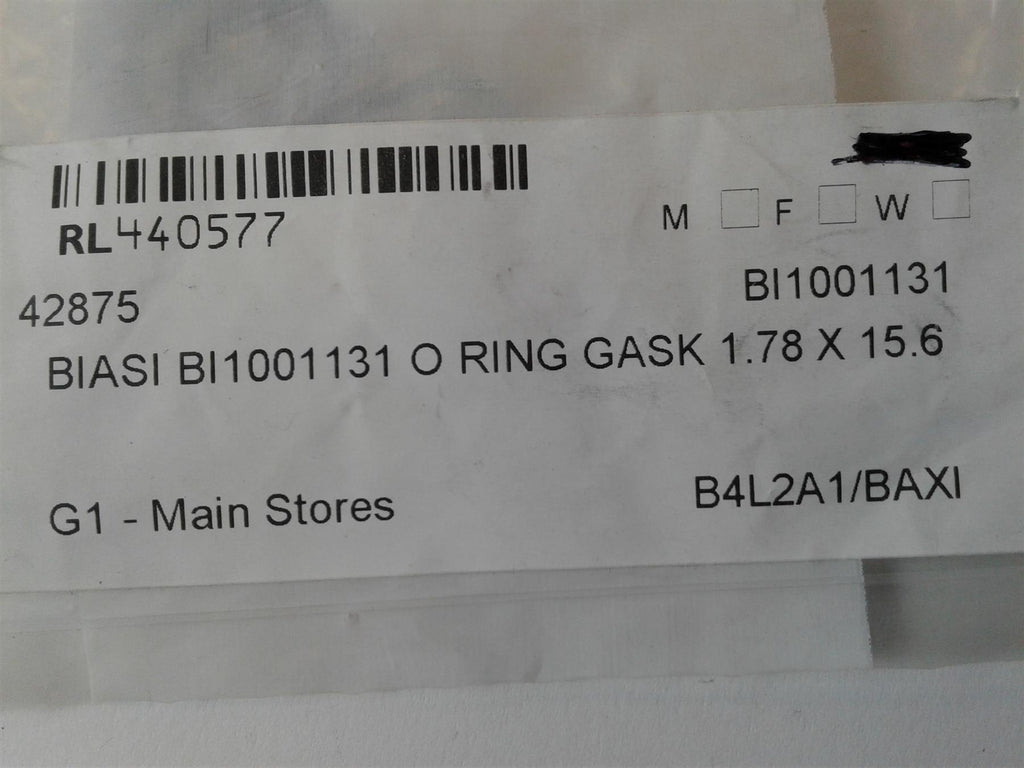 RL440577
M F W
42875 BI1001131
BIASI BI1001131 O RING GASK 1.78 X 15.6
G1 - Main Stores B4L2A1/BAXI